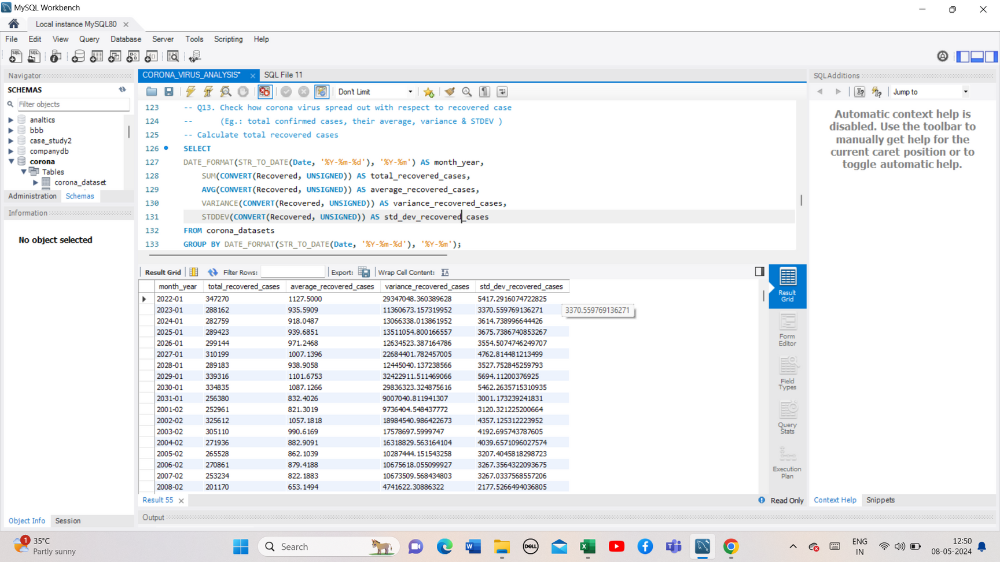 MySQL Workbench
Local instance MySQL80
File Edit View Query Database Server Tools Scripting Help
Navigator
SCHEMAS
Filter objects
analtics
bbb
case_study2
companydb
corona
Tables
corona_dataset
Administration Schemas
Information
No object selected
Object Info Session
CORONA_VIRUS_ANALYSIS* SQL File 11
Don't Limit
123 -- Q13. Check how corona virus spread out with respect to recovered case
124 -- (Eg.: total confirmed cases, their average, variance & STDEV )
125 -- Calculate total recovered cases
126 SELECT
127 DATE_FORMAT(STR_TO_DATE(Date, '%Y-%m-%d'), '%Y-%m') AS month_year,
128 SUM(CONVERT(Recovered, UNSIGNED)) AS total_recovered_cases,
129 AVG(CONVERT(Recovered, UNSIGNED)) AS average_recovered_cases,
130 VARIANCE(CONVERT(Recovered, UNSIGNED)) AS variance_recovered_cases,
131 STDDEV(CONVERT(Recovered, UNSIGNED)) AS std_dev_recovered_cases
132 FROM corona_datasets
133 GROUP BY DATE_FORMAT(STR_TO_DATE(Date, '%Y-%m-%d'), '%Y-%m');
Result Grid Filter Rows: Export: Wrap Cell Content:
month_year total_recovered_cases average_recovered_cases variance_recovered_cases std_dev_recovered_cases
2022-01 347270 1127.5000 29347048.360389628 5417.2916074722825
2023-01 288162 935.5909 11360673.157319952 3370.559769136271
3370.559769136271
2024-01 282759 918.0487 13066338.013861952 3614.738996644426
2025-01 289423 939.6851 13511054.800166557 3675.7386740853267
2026-01 299144 971.2468 12634523.387164786 3554.5074746249707
2027-01 310199 1007.1396 22684401.782457005 4762.814481213499
2028-01 289183 938.9058 12445040.137238566 3527.752845259793
2029-01 339316 1101.6753 32422911.511469066 5694.11200376925
2030-01 334835 1087.1266 29836323.324875616 5462.2635715310935
2031-01 256380 832.4026 9007040.811941307 3001.173239241831
2001-02 252961 821.3019 9736404.548437772 3120.321225200664
2002-02 325612 1057.1818 18984540.986422673 4357.125312223952
2003-02 305110 990.6169 17578697.5999747 4192.695743787605
2004-02 271936 882.9091 16318829.563164104 4039.6571096027574
2005-02 265528 862.1039 10287444.151543258 3207.4045818298723
2006-02 270861 879.4188 10675618.055099927 3267.3564322093675
2007-02 253234 822.1883 10673509.568434803 3267.0337568557206
2008-02 201170 653.1494 4741622.30886322 2177.5266494036805
Result 55
Read Only
Output
Result Grid
Form Editor
Field Types
Query Stats
Execution Plan
SQLAdditions
Jump to
Automatic context help is
disabled. Use the toolbar to
manually get help for the
current caret position or to
toggle automatic help.
Context Help Snippets
1
35°C
Partly sunny
Search
DELL
ENG
IN
12:50
08-05-2024